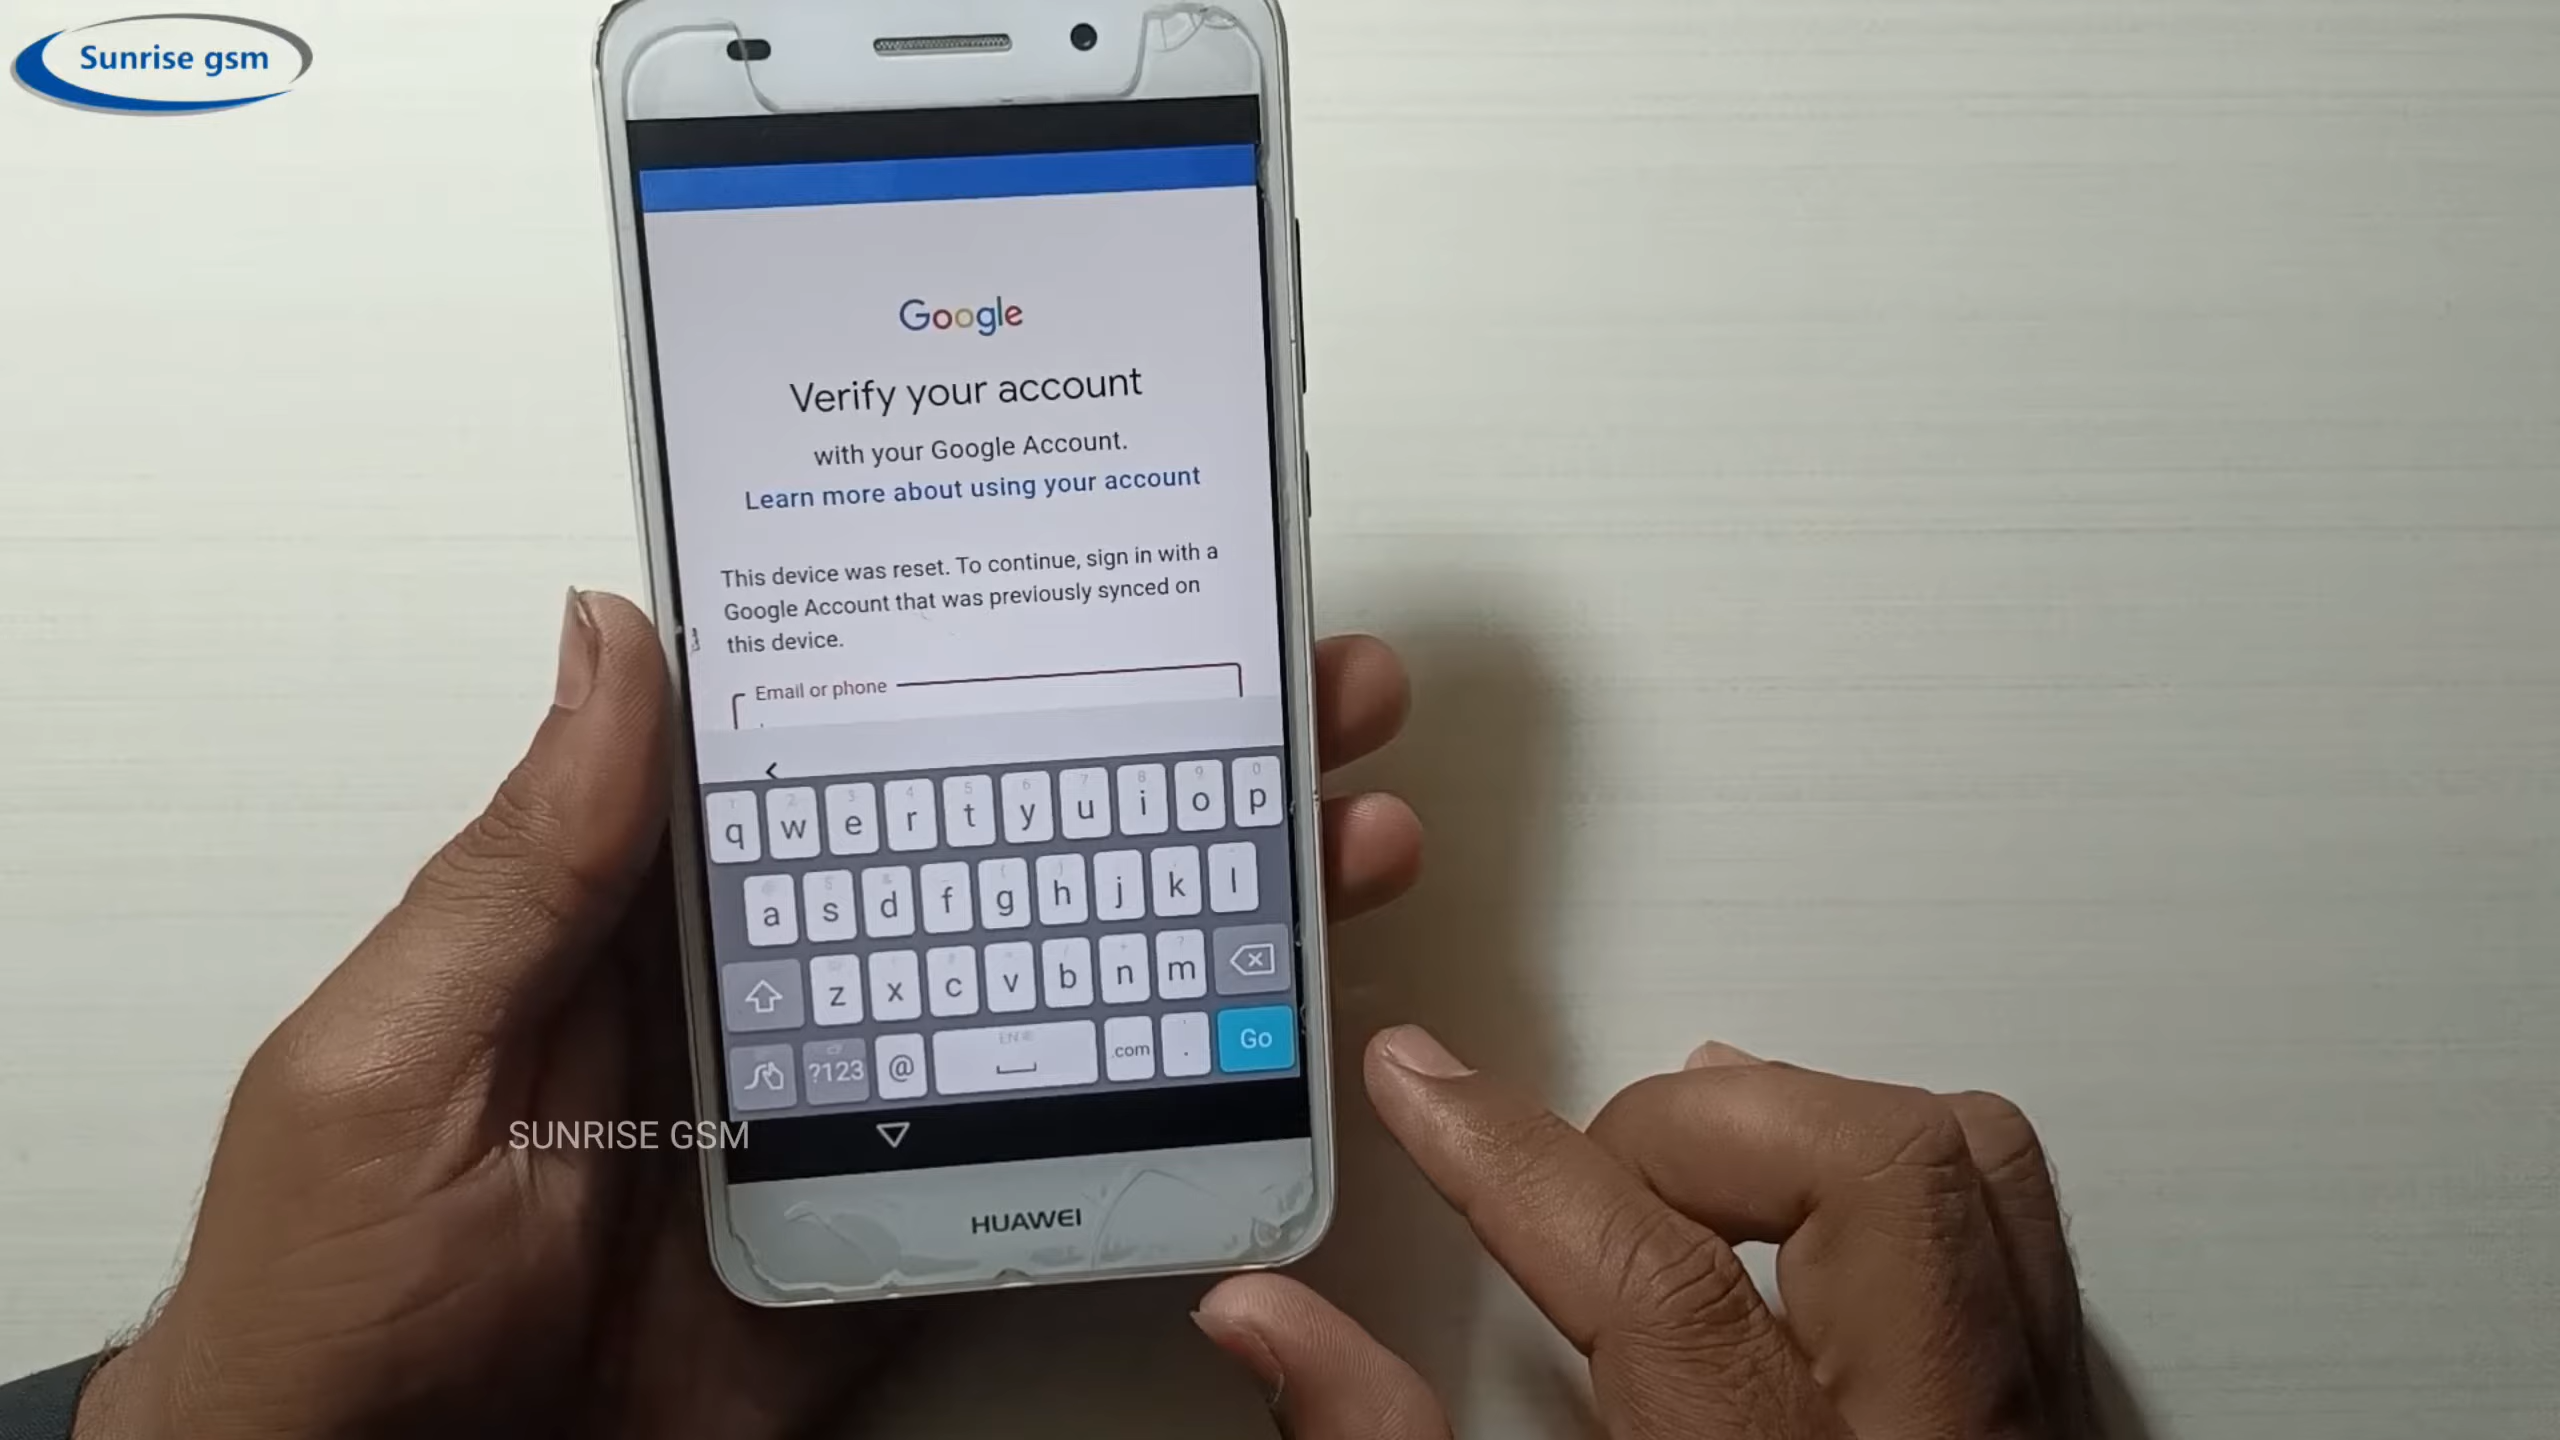 Sunrise gsm
Google
Verify your account
with your Google Account.
Learn more about using your account
This device was reset. To continue, sign in with a
Google Account that was previously synced on
this device.
Email or phone
q w e r t y u i o p
a s d f g h j k l
z x c v b n m
?123 @ .com . Go
SUNRISE GSM
HUAWEI